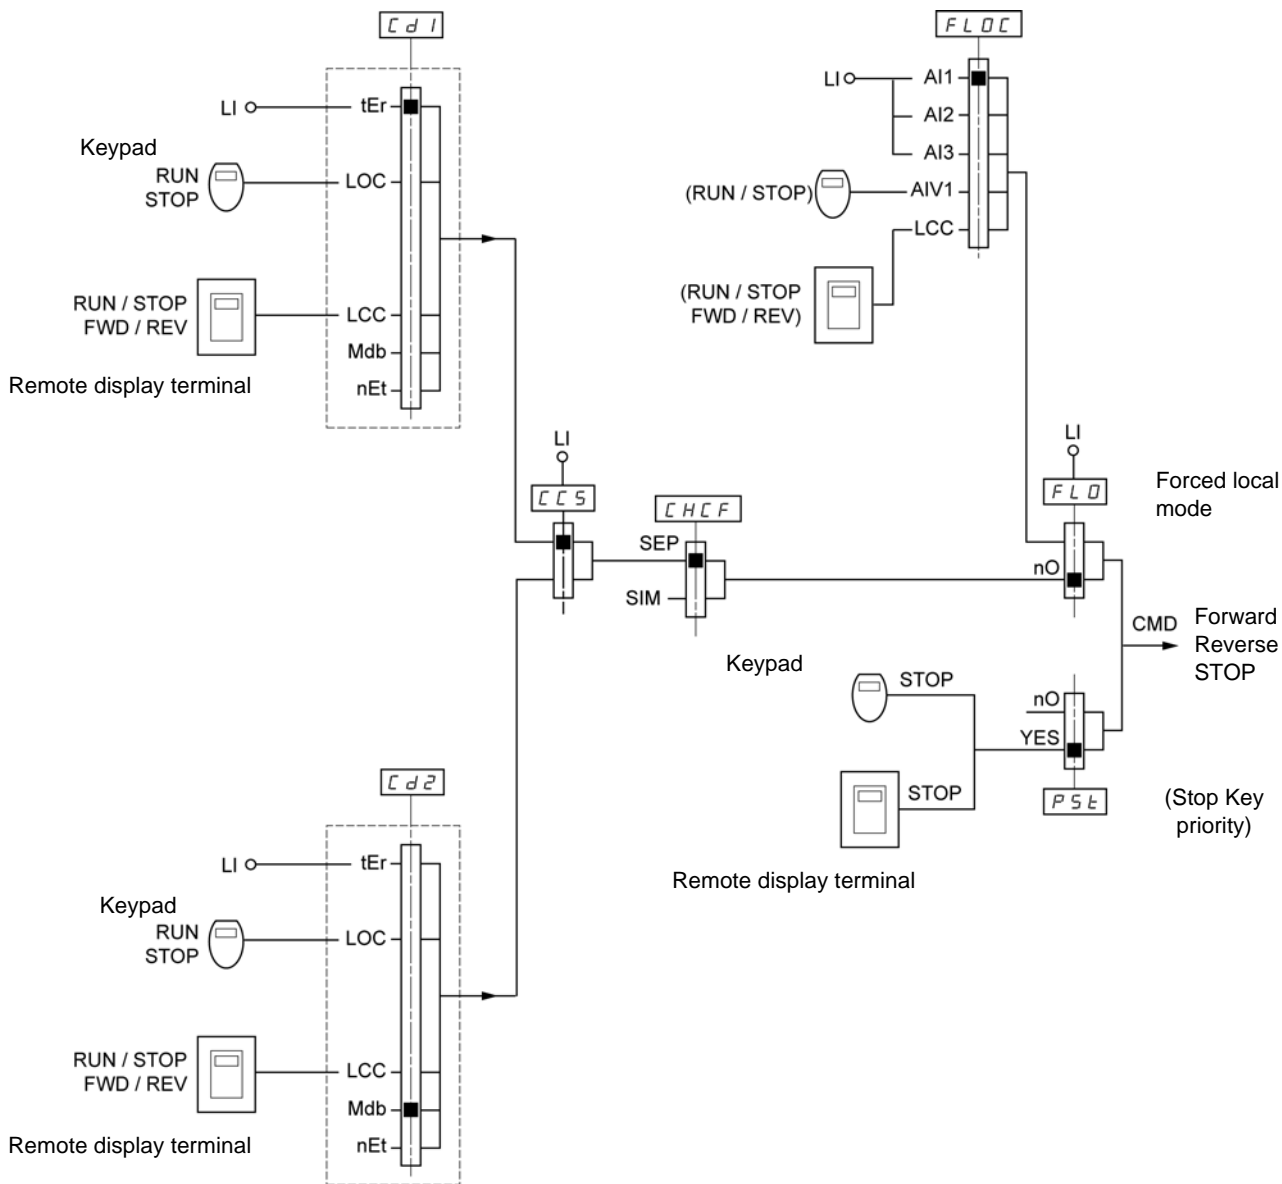 Cd1
LI
tEr
Keypad
RUN
STOP
LOC
RUN / STOP
FWD / REV
LCC
Mdb
nEt
Remote display terminal
FLOC
LI
AI1
AI2
AI3
(RUN / STOP)
AIV1
LCC
(RUN / STOP
FWD / REV)
LI
CCS
CHCF
SEP
SIM
LI
FLO
Forced local
mode
nO
CMD
Forward
Reverse
STOP
Keypad
STOP
nO
YES
STOP
PSt
(Stop Key
priority)
Remote display terminal
Cd2
LI
tEr
Keypad
RUN
STOP
LOC
RUN / STOP
FWD / REV
LCC
Mdb
nEt
Remote display terminal